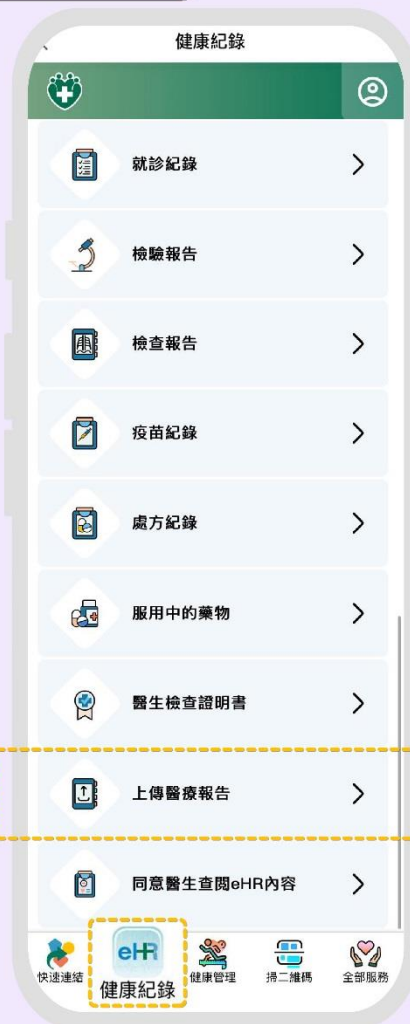 健康紀錄
就診紀錄
檢驗報告
檢查報告
疫苗紀錄
處方紀錄
服用中的藥物
醫生檢查證明書
上傳醫療報告
同意醫生查閱eHR內容
快速連結
eHR
健康紀錄
健康管理
掃二維碼
全部服務